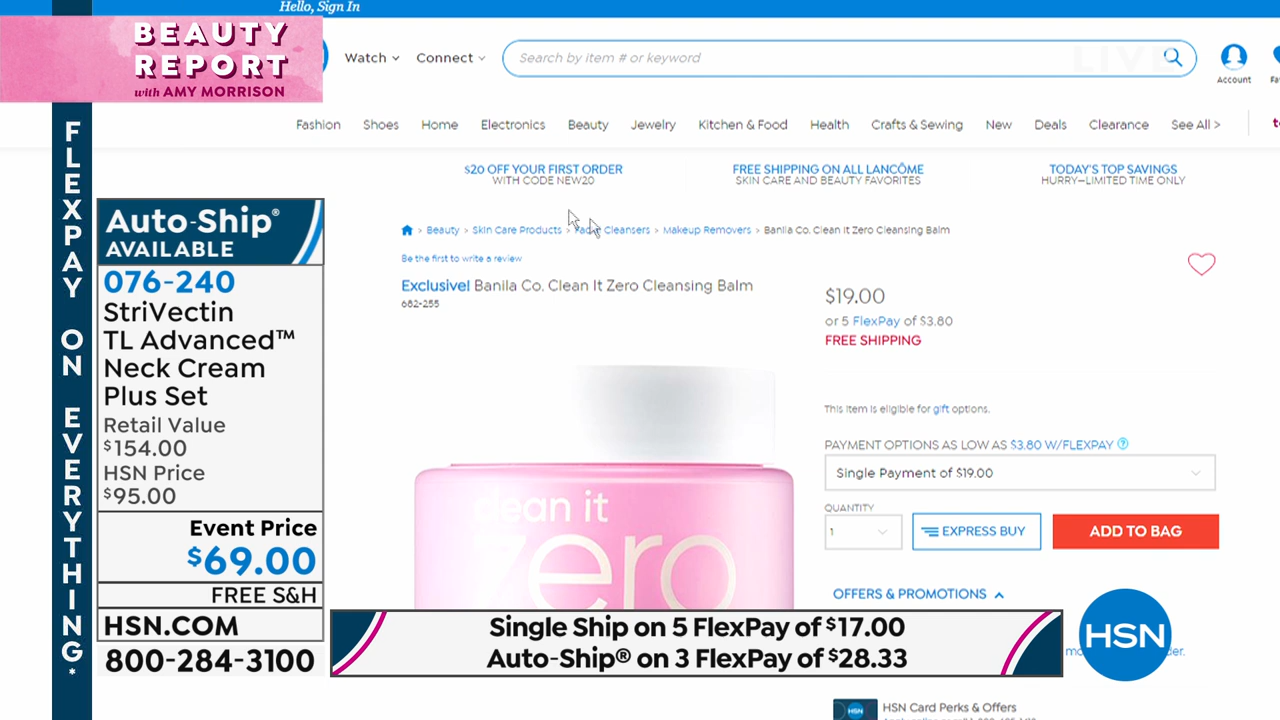 Hello, Sign In
BEAUTY
REPORT
with AMY MORRISON
Watch
Connect
Search by item # or keyword
LIVE
Account
Fashion
Shoes
Home
Electronics
Beauty
Jewelry
Kitchen & Food
Health
Crafts & Sewing
New
Deals
Clearance
See All >
$20 OFF YOUR FIRST ORDER
WITH CODE NEW20
FREE SHIPPING ON ALL LANCÔME
SKIN CARE AND BEAUTY FAVORITES
TODAY'S TOP SAVINGS
HURRY—LIMITED TIME ONLY
> Beauty > Skin Care Products > Cleansers > Makeup Removers > Banila Co. Clean It Zero Cleansing Balm
Be the first to write a review
Exclusive! Banila Co. Clean It Zero Cleansing Balm
682-255
$19.00
or 5 FlexPay of $3.80
FREE SHIPPING
This item is eligible for gift options.
PAYMENT OPTIONS AS LOW AS $3.80 W/FLEXPAY ?
Single Payment of $19.00
QUANTITY
1
EXPRESS BUY
ADD TO BAG
OFFERS & PROMOTIONS
clean it
zero
FLEXPAY ON EVERYTHING.*
Auto-Ship®
AVAILABLE
076-240
StriVectin
TL Advanced™
Neck Cream
Plus Set
Retail Value
$154.00
HSN Price
$95.00
Event Price
$69.00
FREE S&H
HSN.COM
800-284-3100
Single Ship on 5 FlexPay of $17.00
Auto-Ship® on 3 FlexPay of $28.33
HSN
HSN
HSN Card Perks & Offers